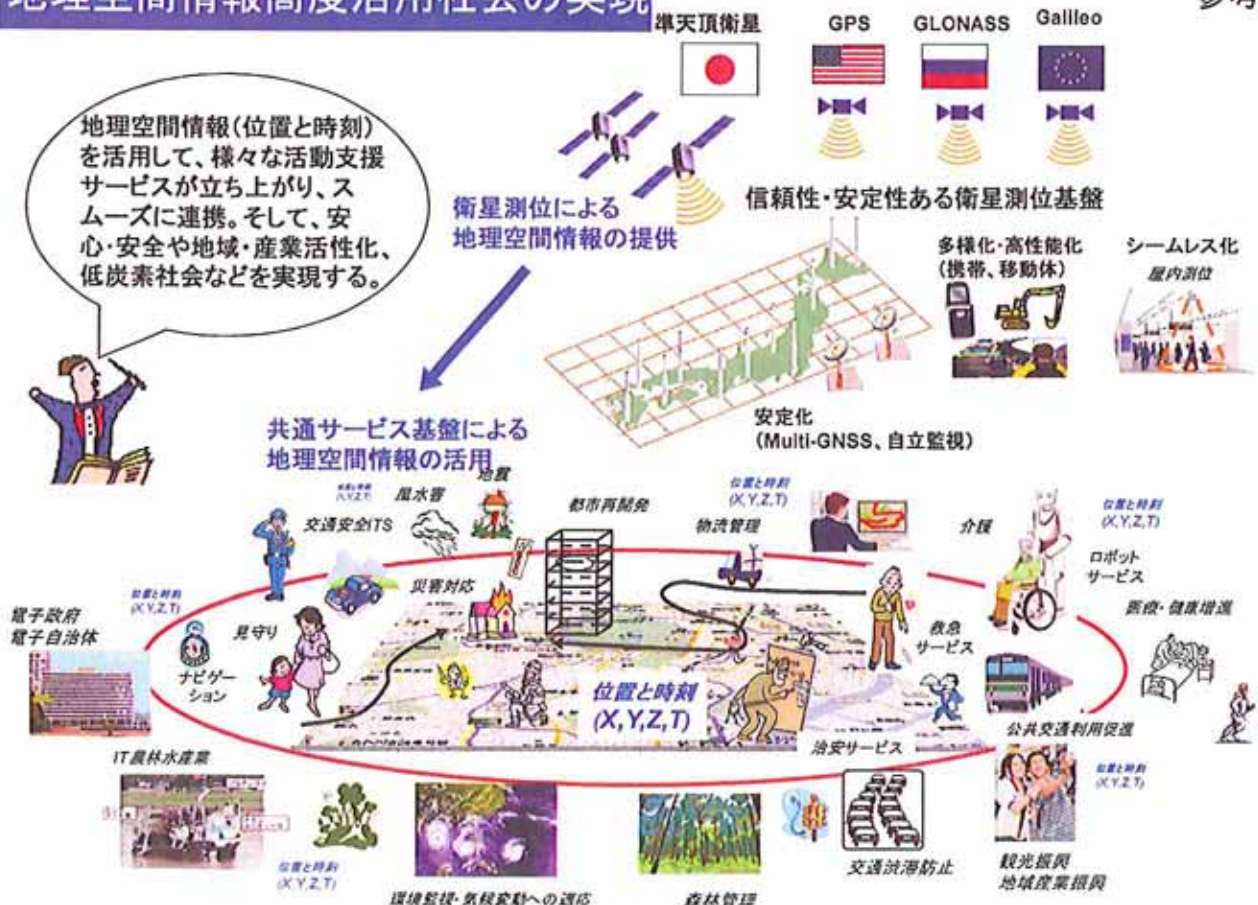 地理空間情報高度活用社会の実現
準天頂衛星
GPS
GLONASS
Galileo
地理空間情報(位置と時刻)
を活用して、様々な活動支援
サービスが立ち上がり、ス
ムーズに連携。そして、安
心・安全や地域・産業活性化、
低炭素社会などを実現する。
衛星測位による
地理空間情報の提供
信頼性・安定性ある衛星測位基盤
多様化・高性能化
(携帯、移動体)
シームレス化
屋内測位
安定化
(Multi-GNSS、自立監視)
共通サービス基盤による
地理空間情報の活用
地震
位置と時刻
(X,Y,Z,T)
風水害
交通安全ITS
都市再開発
位置と時刻
(X,Y,Z,T)
物流管理
介護
位置と時刻
(X,Y,Z,T)
ロボット
サービス
災害対応
位置と時刻
(X,Y,Z,T)
電子政府
電子自治体
見守り
ナビゲー
ション
救急
サービス
医療・健康増進
位置と時刻
(X,Y,Z,T)
治安サービス
公共交通利用促進
IT農林水産業
位置と時刻
(X,Y,Z,T)
位置と時刻
(X,Y,Z,T)
環境監視・気候変動への適応
森林管理
交通渋滞防止
観光振興
地域産業振興